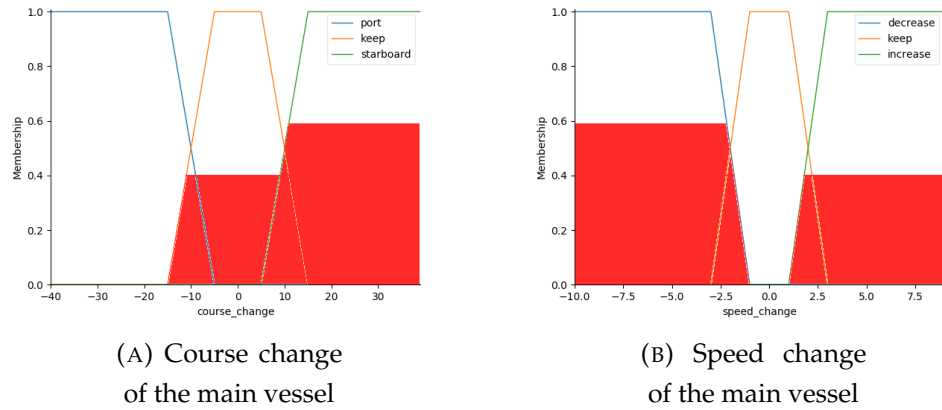 1.0
0.8
0.6
0.4
0.2
0.0
Membership
port
keep
starboard
−40 −30 −20 −10 0 10 20 30
course_change
1.0
0.8
0.6
0.4
0.2
0.0
Membership
decrease
keep
increase
−10.0 −7.5 −5.0 −2.5 0.0 2.5 5.0 7.5
speed_change
(A) Course change
of the main vessel
(B) Speed change
of the main vessel